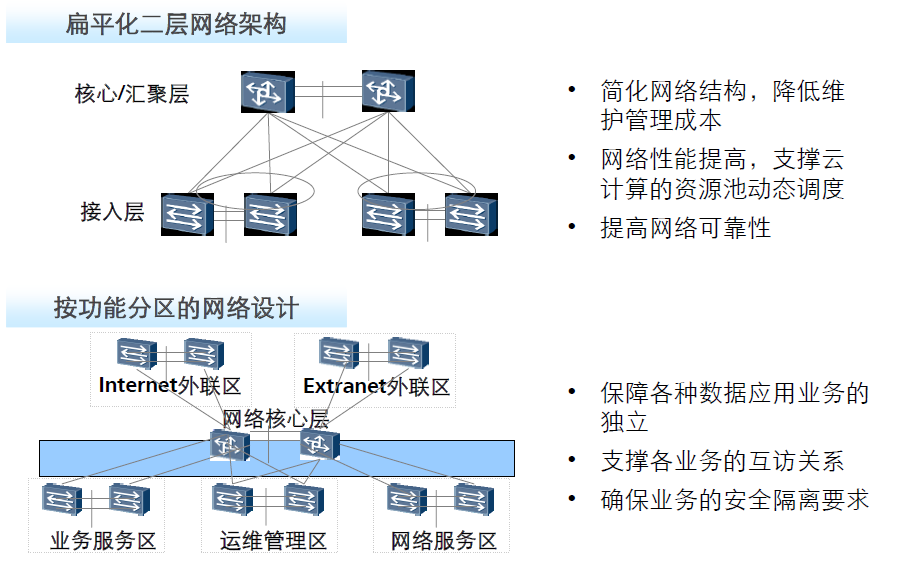 扁平化二层网络架构
核心/汇聚层
接入层
• 简化网络结构，降低维
护管理成本
• 网络性能提高，支撑云
计算的资源池动态调度
• 提高网络可靠性
按功能分区的网络设计
Internet外联区
Extranet外联区
网络核心层
业务服务区
运维管理区
网络服务区
• 保障各种数据应用业务的
独立
• 支撑各业务的互访关系
• 确保业务的安全隔离要求